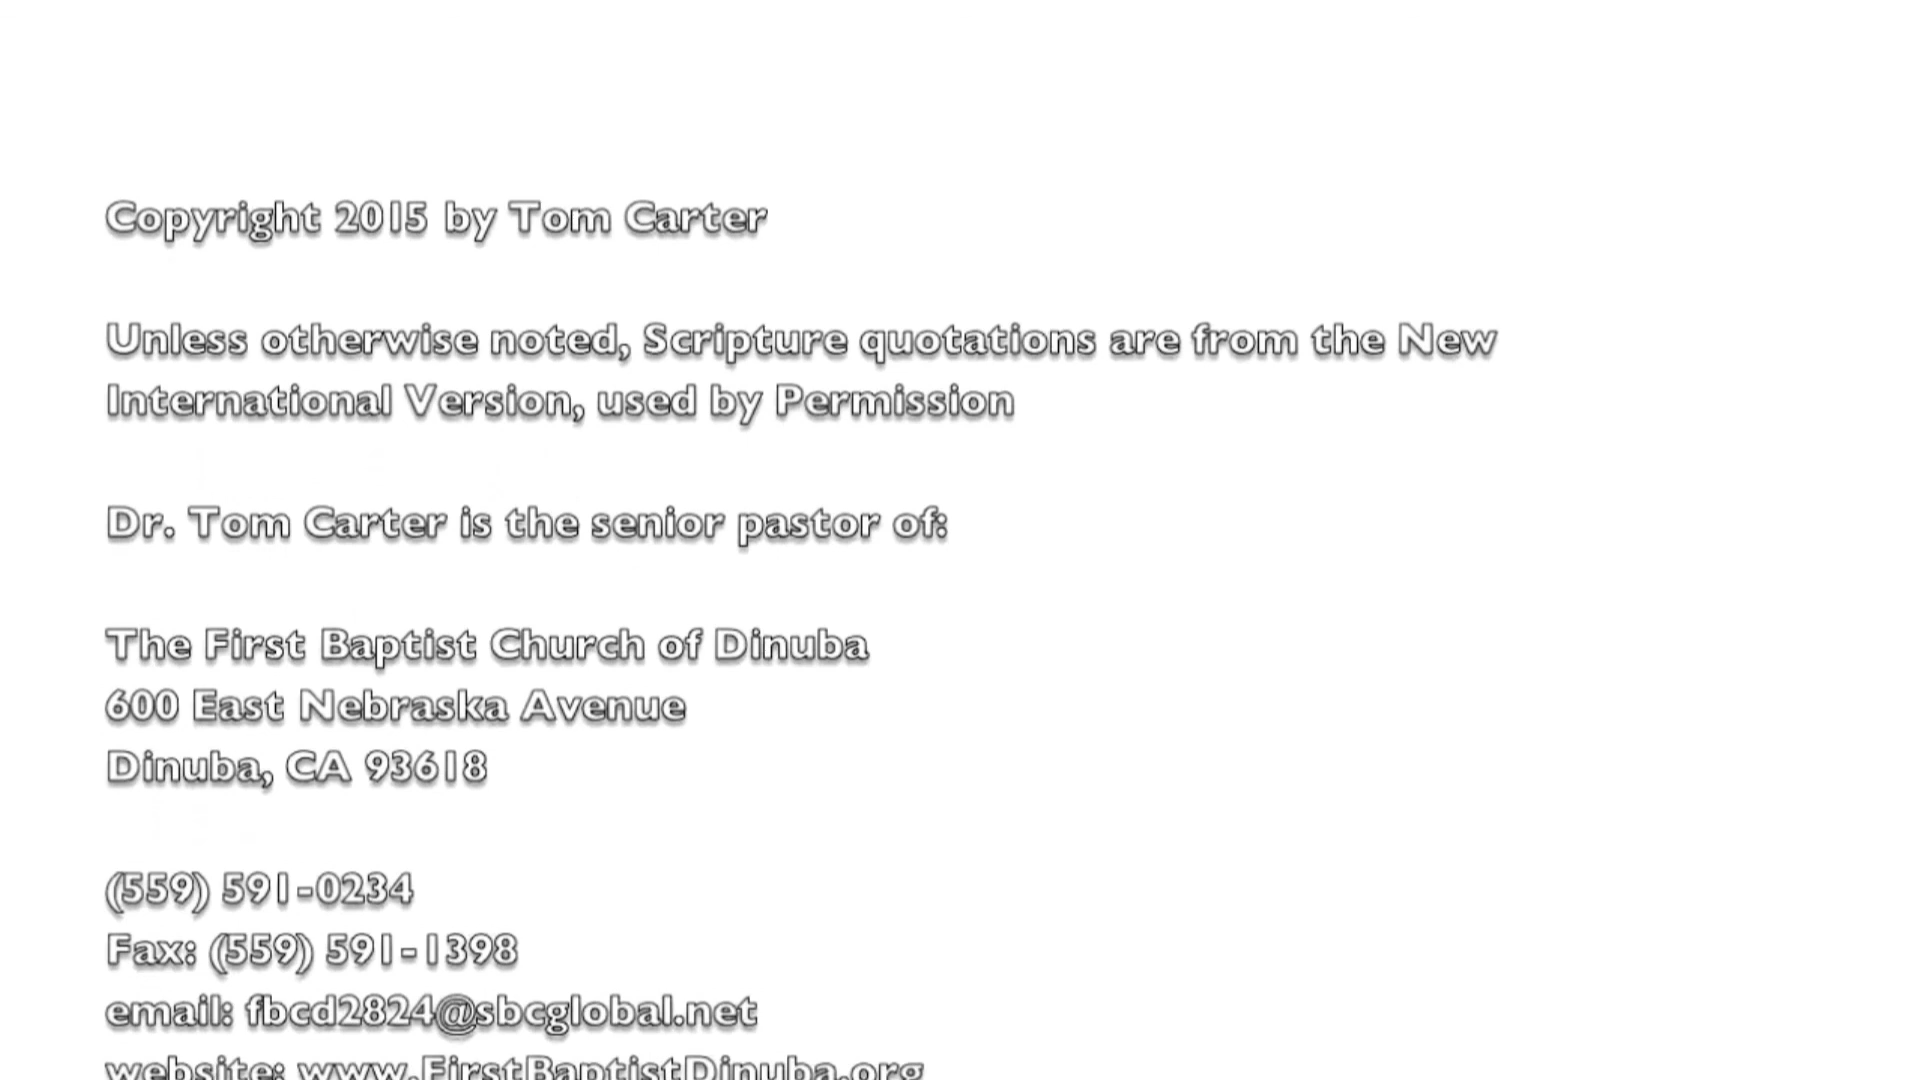 Copyright 2015 by Tom Carter
Unless otherwise noted, Scripture quotations are from the New
International Version, used by Permission
Dr. Tom Carter is the senior pastor of:
The First Baptist Church of Dinuba
600 East Nebraska Avenue
Dinuba, CA 93618
(559) 591-0234
Fax: (559) 591-1398
email: fbcd2824@sbcglobal.net
website: www.FirstBaptistDinuba.org